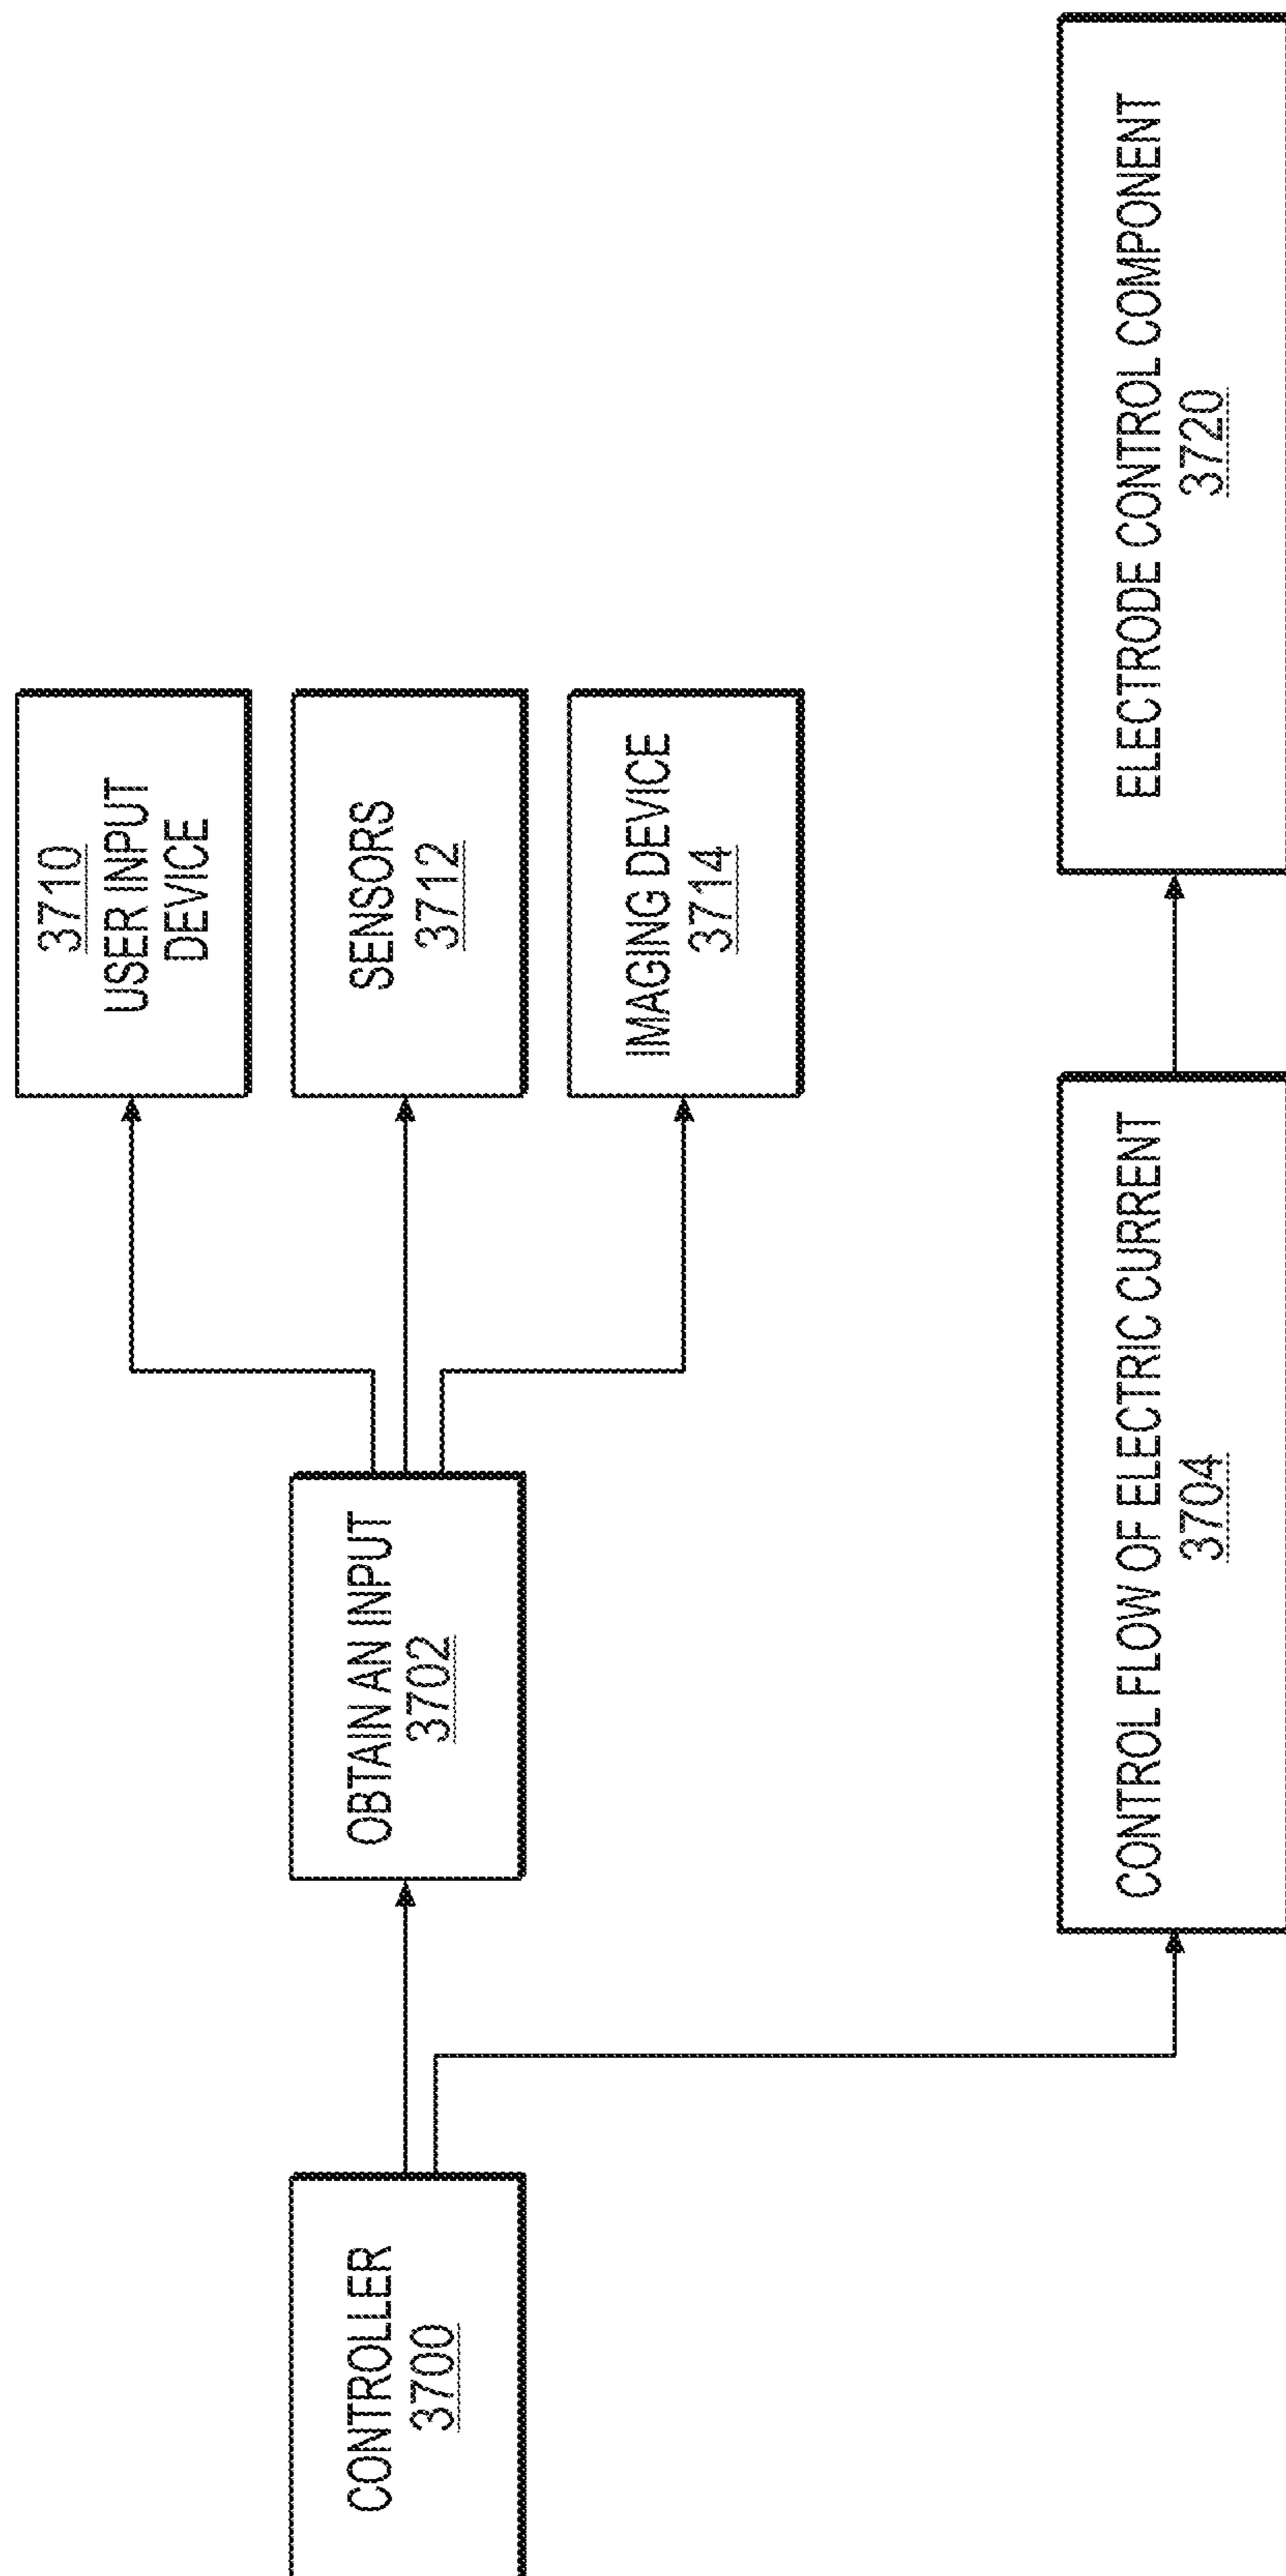 CONTROLLER
3700
OBTAIN AN INPUT
3702
3710
USER INPUT
DEVICE
SENSORS
3712
IMAGING DEVICE
3714
CONTROL FLOW OF ELECTRIC CURRENT
3704
ELECTRODE CONTROL COMPONENT
3720